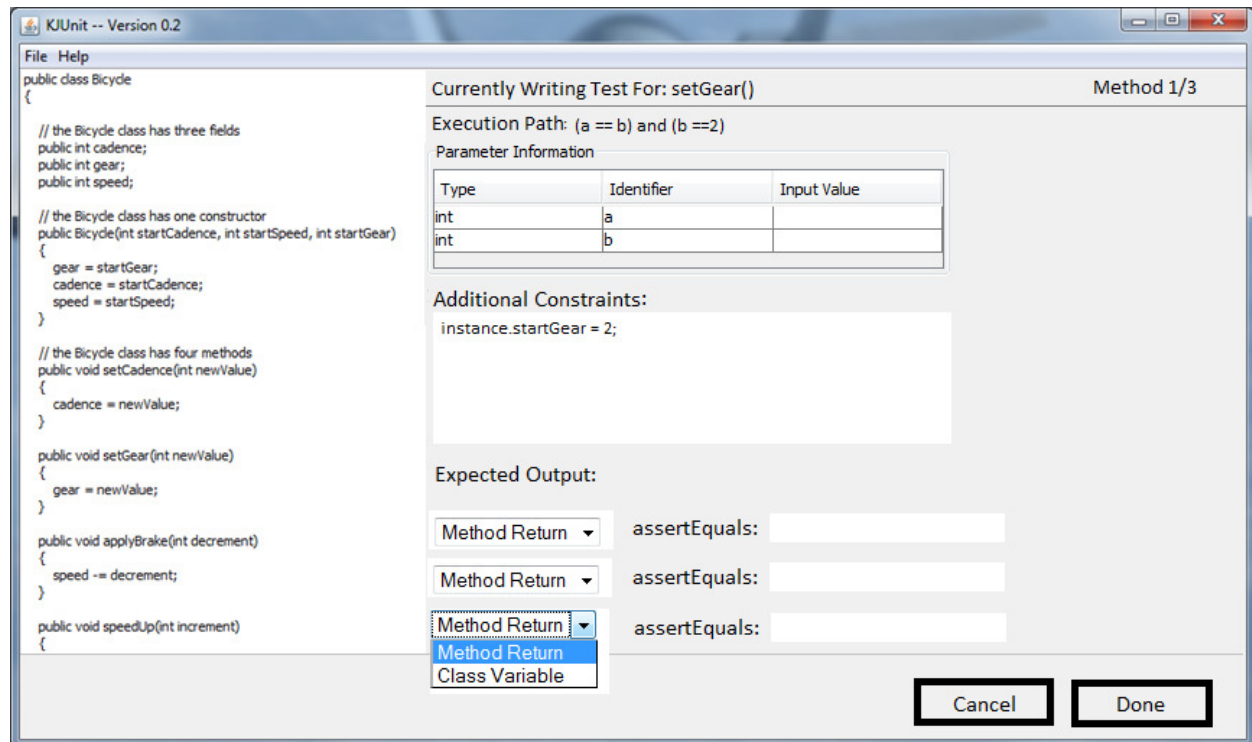 KJUnit -- Version 0.2
File Help
public class Bicycle
{
// the Bicycle class has three fields
public int cadence;
public int gear;
public int speed;
// the Bicycle class has one constructor
public Bicycle(int startCadence, int startSpeed, int startGear)
{
gear = startGear;
cadence = startCadence;
speed = startSpeed;
}
// the Bicycle class has four methods
public void setCadence(int newValue)
{
cadence = newValue;
}
public void setGear(int newValue)
{
gear = newValue;
}
public void applyBrake(int decrement)
{
speed -= decrement;
}
public void speedUp(int increment)
{
Currently Writing Test For: setGear()
Method 1/3
Execution Path: (a == b) and (b ==2)
Parameter Information
Type Identifier Input Value
int a
int b
Additional Constraints:
instance.startGear = 2;
Expected Output:
Method Return assertEquals:
Method Return assertEquals:
Method Return assertEquals:
Method Return
Class Variable
Cancel Done